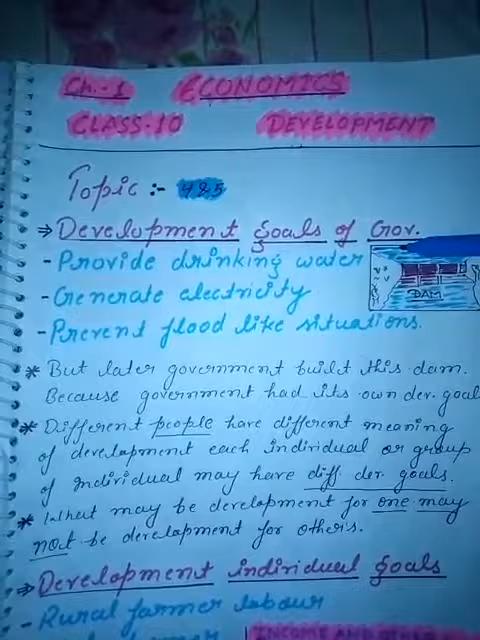 Ch.-1 ECONOMICS
CLASS-10 DEVELOPMENT
Topic :- 4&5
⇒ Development goals of Gov.
- Provide drinking water
- Generate electricity
- Prevent flood like situations.
DAM
* But later government built this dam.
Because government had its own dev. goal
* Different people have different meaning
of development each individual or group
of individual may have diff dev goals.
* What may be development for one may
not be development for others.
⇒ Development individual goals
- Rural farmer labour
INCOME AND